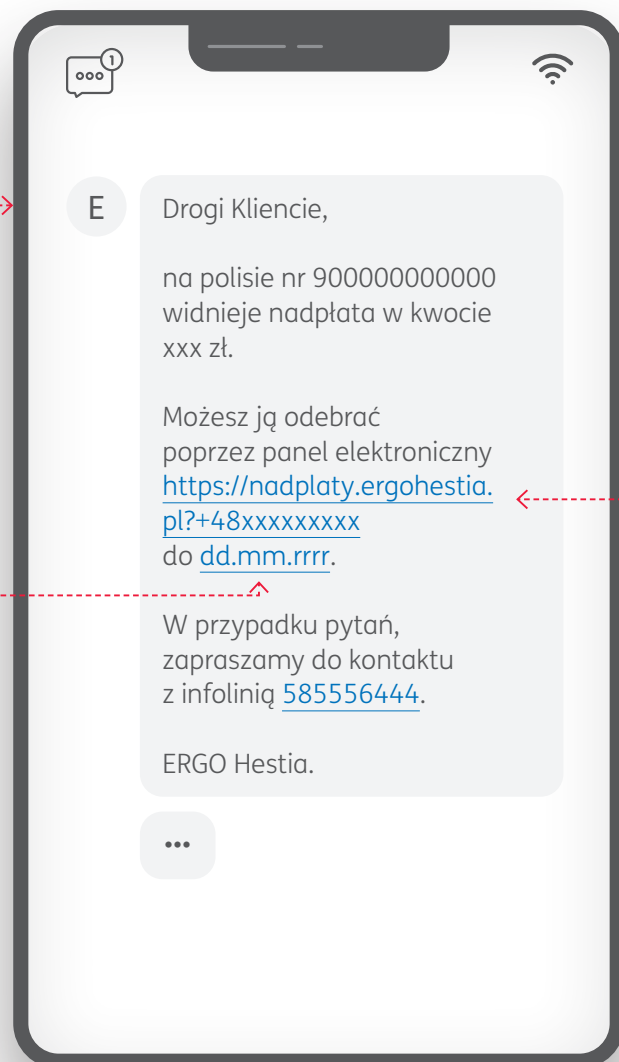 1
E
Drogi Kliencie,
na polisie nr 900000000000
widnieje nadpłata w kwocie
xxx zł.
Możesz ją odebrać
poprzez panel elektroniczny
https://nadplaty.ergohestia.
pl?+48xxxxxxxxx
do dd.mm.rrrr.
W przypadku pytań,
zapraszamy do kontaktu
z infolinią 585556444.
ERGO Hestia.